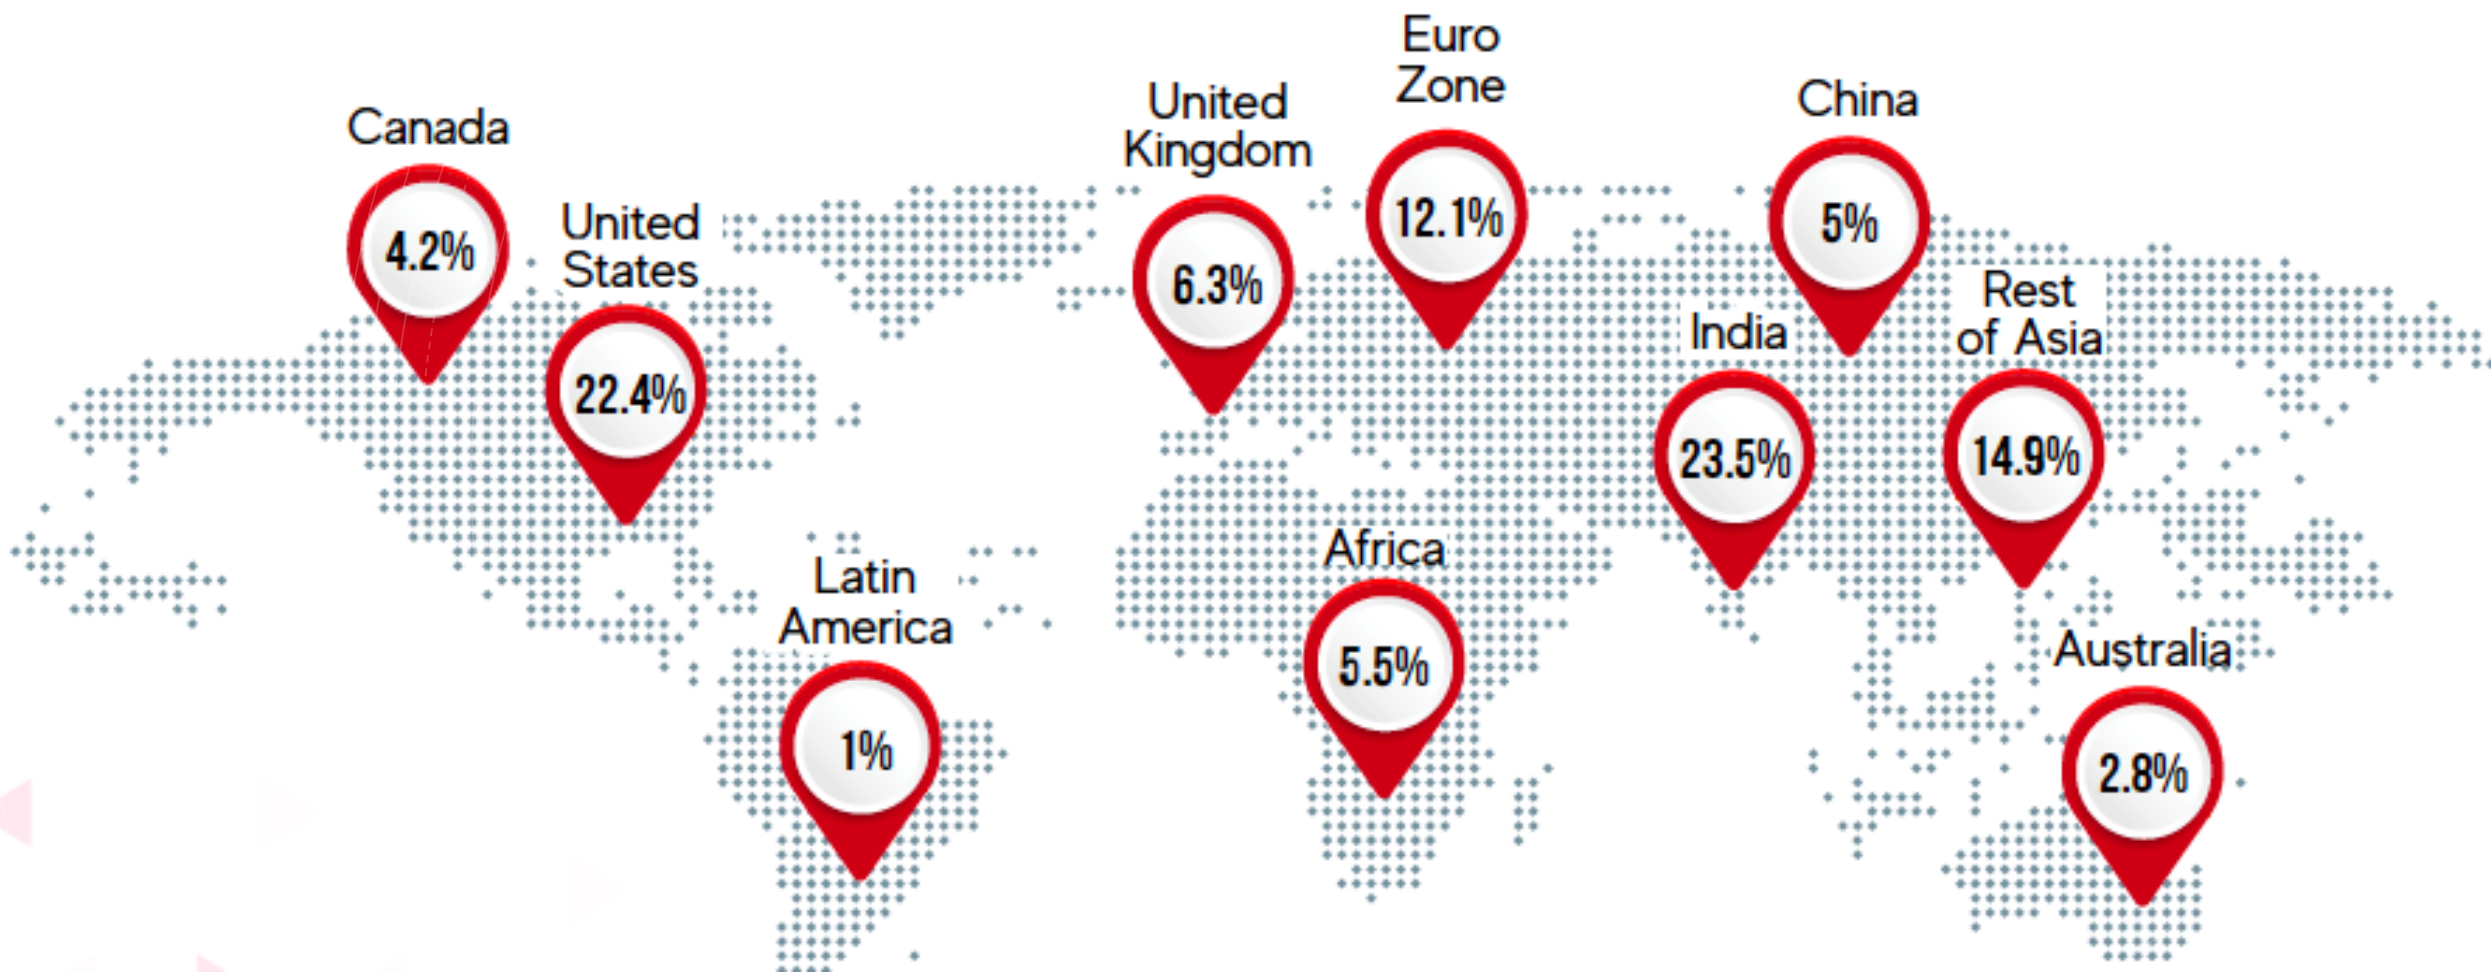 Canada
4.2%
United
States
22.4%
Latin
America
1%
United
Kingdom
6.3%
Euro
Zone
12.1%
Africa
5.5%
China
5%
India
23.5%
Rest
of Asia
14.9%
Australia
2.8%